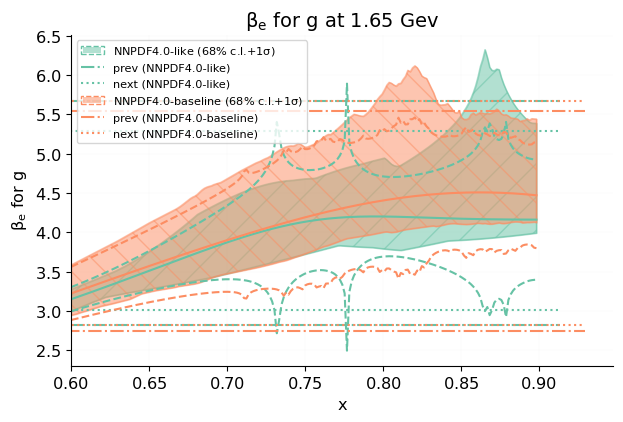 βe for g at 1.65 Gev
NNPDF4.0-like (68% c.l.+1σ)
prev (NNPDF4.0-like)
next (NNPDF4.0-like)
NNPDF4.0-baseline (68% c.l.+1σ)
prev (NNPDF4.0-baseline)
next (NNPDF4.0-baseline)
βe for g
6.5
6.0
5.5
5.0
4.5
4.0
3.5
3.0
2.5
0.60 0.65 0.70 0.75 0.80 0.85 0.90
x